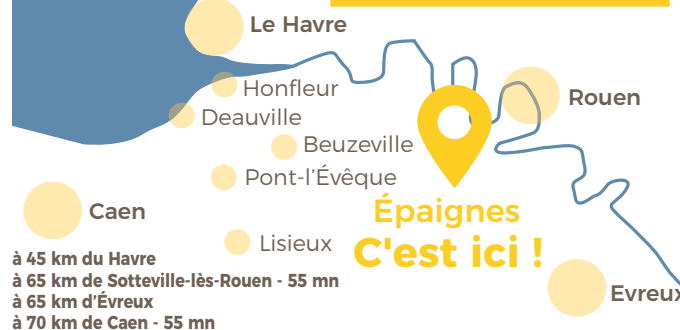 Le Havre
Honfleur
Rouen
Deauville
Beuzeville
Pont-l'Évêque
Épaignes
Caen
C'est ici !
Lisieux
à 45 km du Havre
à 65 km de Sotteville-lès-Rouen - 55 mn
à 65 km d'Évreux
Evreux
à 70 km de Caen - 55 mn